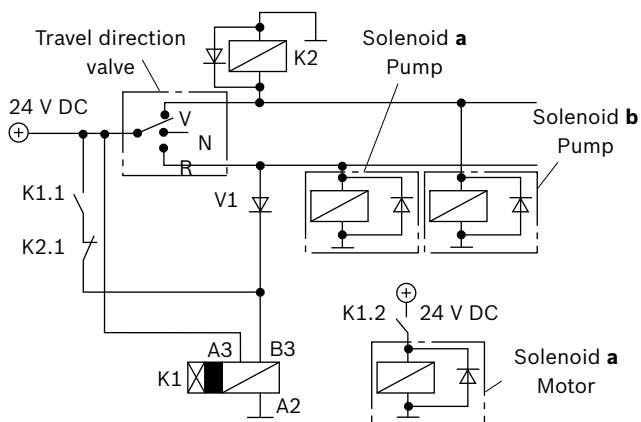 Travel direction
valve
K2
Solenoid a
Pump
24 V DC
V
N
R
Solenoid b
Pump
K1.1
V1
K2.1
K1.2
24 V DC
A3
B3
K1
A2
Solenoid a
Motor